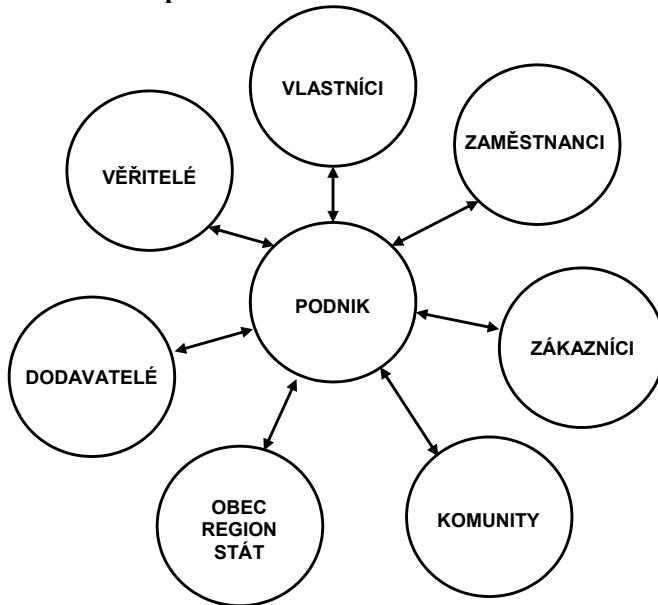 VLASTNÍCI
ZAMĚSTNANCI
VĚŘITELÉ
PODNIK
ZÁKAZNÍCI
DODAVATELÉ
OBEC
REGION
STÁT
KOMUNITY